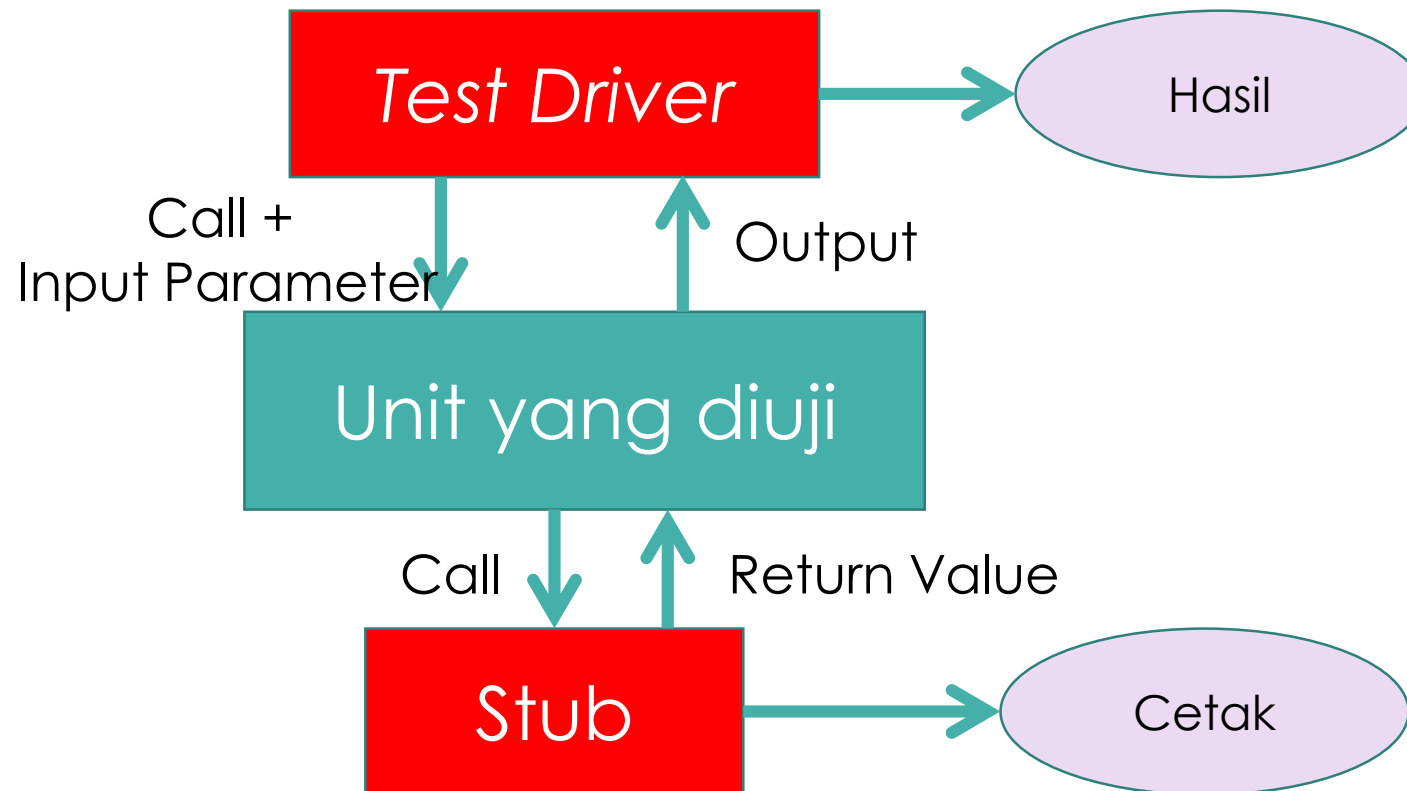 Test Driver
Hasil
Call +
Input Parameter
Output
Unit yang diuji
Call
Return Value
Stub
Cetak